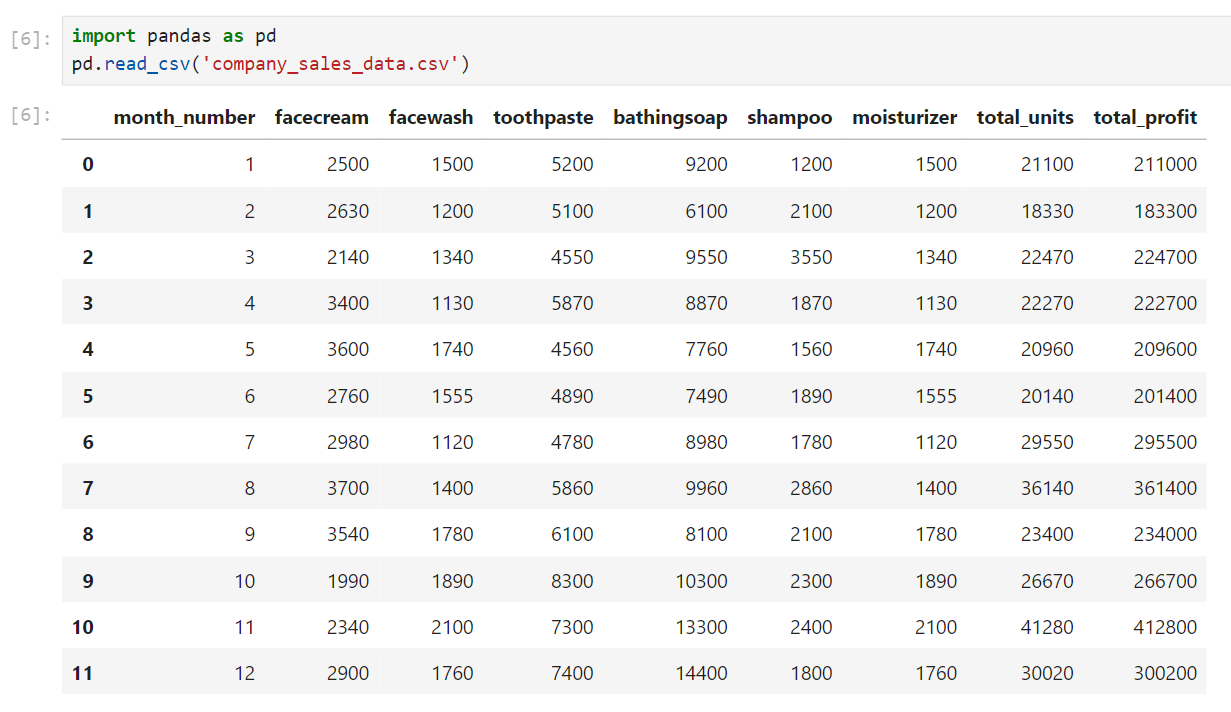 [6]: import pandas as pd
pd.read_csv('company_sales_data.csv')
[6]: month_number facecream facewash toothpaste bathingsoap shampoo moisturizer total_units total_profit
0 1 2500 1500 5200 9200 1200 1500 21100 211000
1 2 2630 1200 5100 6100 2100 1200 18330 183300
2 3 2140 1340 4550 9550 3550 1340 22470 224700
3 4 3400 1130 5870 8870 1870 1130 22270 222700
4 5 3600 1740 4560 7760 1560 1740 20960 209600
5 6 2760 1555 4890 7490 1890 1555 20140 201400
6 7 2980 1120 4780 8980 1780 1120 29550 295500
7 8 3700 1400 5860 9960 2860 1400 36140 361400
8 9 3540 1780 6100 8100 2100 1780 23400 234000
9 10 1990 1890 8300 10300 2300 1890 26670 266700
10 11 2340 2100 7300 13300 2400 2100 41280 412800
11 12 2900 1760 7400 14400 1800 1760 30020 300200